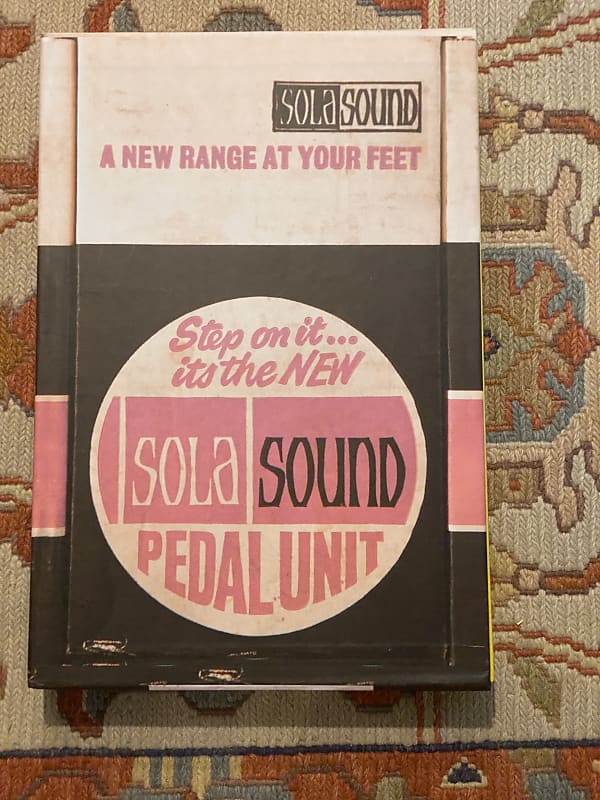 SOLA SOUND
A NEW RANGE AT YOUR FEET
Step on it...
its the NEW
SOLA SOUND
PEDAL UNIT